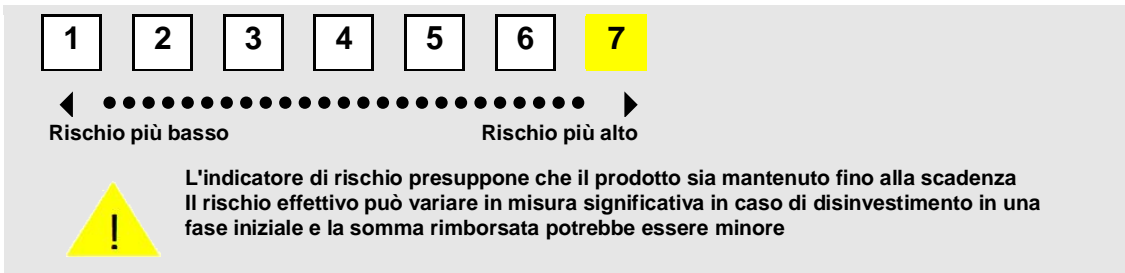 1 2 3 4 5 6 7
Rischio più basso Rischio più alto
L'indicatore di rischio presuppone che il prodotto sia mantenuto fino alla scadenza
Il rischio effettivo può variare in misura significativa in caso di disinvestimento in una
fase iniziale e la somma rimborsata potrebbe essere minore
!